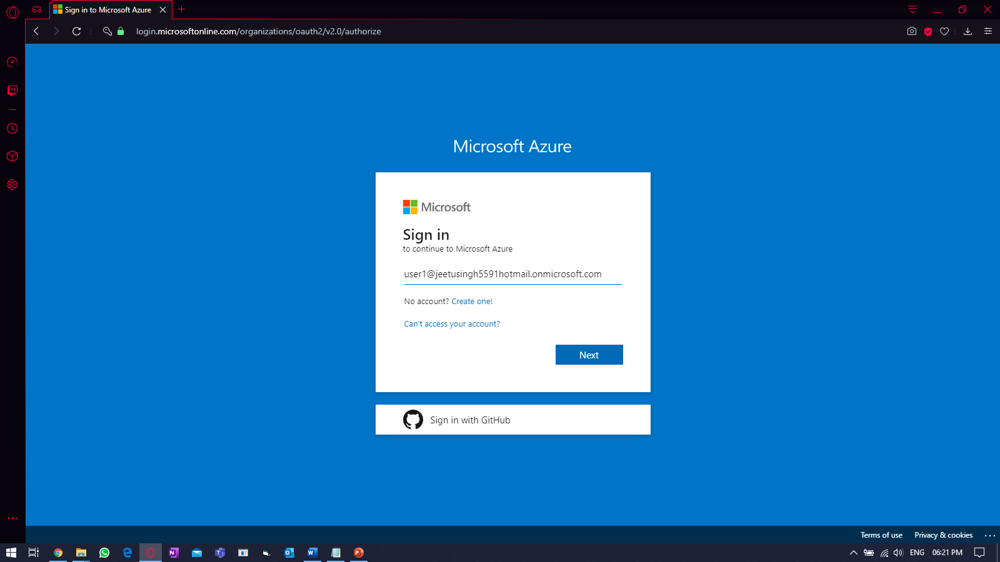 Sign in to Microsoft Azure
login.microsoftonline.com/organizations/oauth2/v2.0/authorize
Microsoft Azure
Microsoft
Sign in
to continue to Microsoft Azure
user1@jeetusingh5591hotmail.onmicrosoft.com
No account? Create one!
Can't access your account?
Next
Sign in with GitHub
Terms of use Privacy & cookies
ENG 06:21 PM